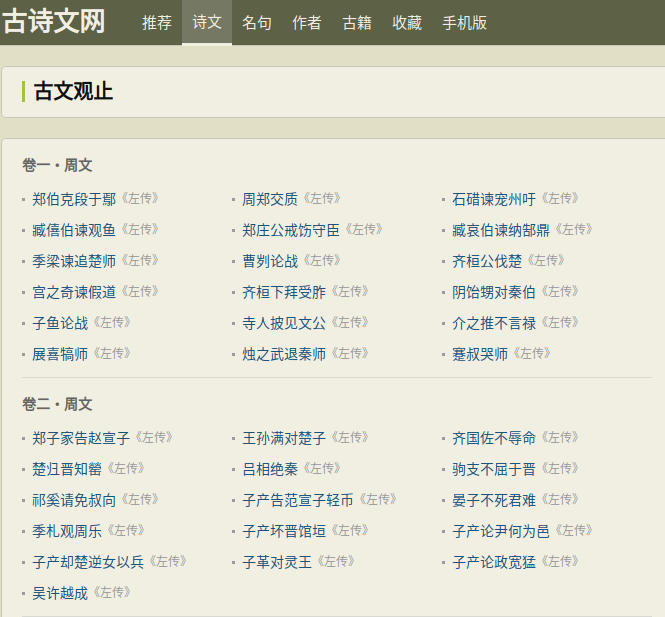 古诗文网 推荐 诗文 名句 作者 古籍 收藏 手机版
古文观止
卷一·周文
郑伯克段于鄢《左传》 周郑交质《左传》 石碏谏宠州吁《左传》
臧僖伯谏观鱼《左传》 郑庄公戒饬守臣《左传》 臧哀伯谏纳郜鼎《左传》
季梁谏追楚师《左传》 曹刿论战《左传》 齐桓公伐楚《左传》
宫之奇谏假道《左传》 齐桓下拜受胙《左传》 阴饴甥对秦伯《左传》
子鱼论战《左传》 寺人披见文公《左传》 介之推不言禄《左传》
展喜犒师《左传》 烛之武退秦师《左传》 蹇叔哭师《左传》
卷二·周文
郑子家告赵宣子《左传》 王孙满对楚子《左传》 齐国佐不辱命《左传》
楚归晋知罃《左传》 吕相绝秦《左传》 驹支不屈于晋《左传》
祁奚请免叔向《左传》 子产告范宣子轻币《左传》 晏子不死君难《左传》
季札观周乐《左传》 子产坏晋馆垣《左传》 子产论尹何为邑《左传》
子产却楚逆女以兵《左传》 子革对灵王《左传》 子产论政宽猛《左传》
吴许越成《左传》